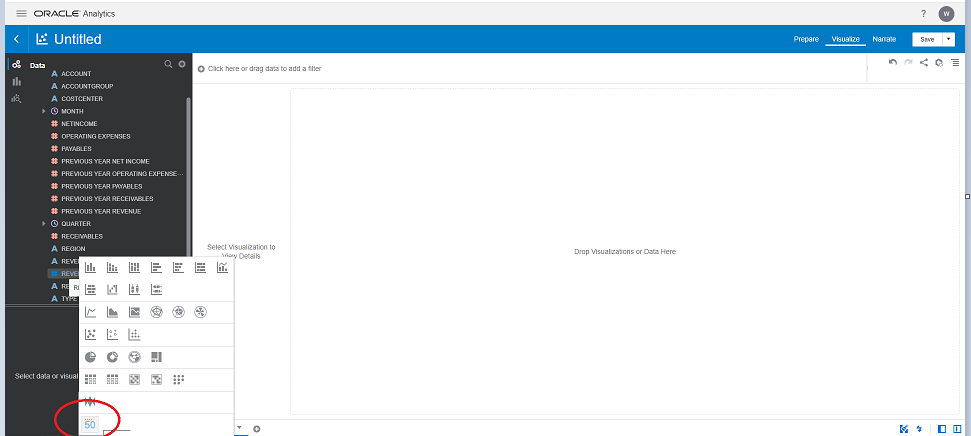 ORACLE Analytics
?
W
Untitled
Prepare
Visualize
Narrate
Save
Data
Click here or drag data to add a filter
A ACCOUNT
A ACCOUNTGROUP
A COSTCENTER
MONTH
# NETINCOME
# OPERATING EXPENSES
# PAYABLES
# PREVIOUS YEAR NET INCOME
# PREVIOUS YEAR OPERATING EXPENSE...
# PREVIOUS YEAR PAYABLES
# PREVIOUS YEAR RECEIVABLES
# PREVIOUS YEAR REVENUE
QUARTER
# RECEIVABLES
A REGION
A REVE
# REVE
A RE
A TYPE
Select Visualization to
View Details
Drop Visualizations or Data Here
Select data or visual
50